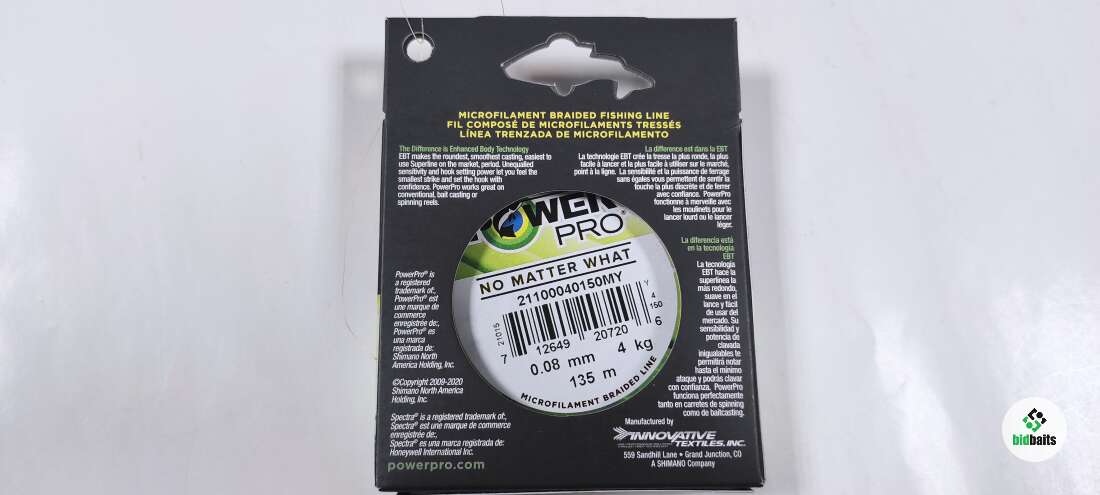 MICROFILAMENT BRAIDED FISHING LINE
FIL COMPOSÉ DE MICROFILAMENTS TRESSÉS
LÍNEA TRENZADA DE MICROFILAMENTO
The Difference is Enhanced Body Technology
EBT makes the roundest, smoothest casting, easiest to
use Superline on the market, period. Unequalled
sensitivity and hook setting power let you feel the
smallest strike and set the hook with
confidence. PowerPro works great on
conventional, bait casting or
spinning reels.
La différence est dans la EBT
La technologie EBT crée la tresse la plus ronde, la plus
facile à lancer et la plus facile à utiliser sur le marché,
point à la ligne. La sensibilité et la puissance de ferrage
sans égales vous permettent de sentir la
touche la plus discrète et de ferrer
avec confiance. PowerPro
fonctionne à merveille avec
les moulinets pour le
lancer lourd ou le lancer
léger.
La diferencia está
en la tecnología
EBT
La tecnología
EBT hace la
superlínea la
más redondo,
suave en el
lance y fácil
de usar del
mercado. Su
sensibilidad y
potencia de
clavada
inigualables te
permitirá notar
hasta el mínimo
ataque y podrás clavar
con confianza. PowerPro
funciona perfectamente
tanto en carretes de spinning
como de baitcasting.
PowerPro® is
a registered
trademark of:,
PowerPro® est
une marque de
commerce
enregistrée de:,
PowerPro® es
una marca
registrada de:
Shimano North
America Holding, Inc.
©Copyright 2009-2020
Shimano North America
Holding, Inc.
Spectra® is a registered trademark of:,
Spectra® est une marque de commerce
enregistrée de:,
Spectra® es una marca registrada de:
Honeywell International Inc.
powerpro.com
POWER
PRO®
NO MATTER WHAT
21100040150MY
21015
Y
4
150
7 12649 20720 6
0.08 mm 4 kg
135 m
MICROFILAMENT BRAIDED LINE
Manufactured by
INNOVATIVE
TEXTILES, INC.
559 Sandhill Lane • Grand Junction, CO
A SHIMANO Company
bidbaits